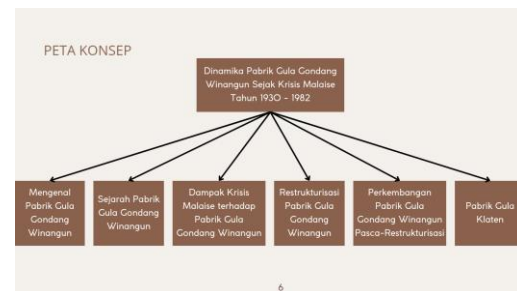 PETA KONSEP
Dinamika Pabrik Gula Gondang
Winangun Sejak Krisis Malaise
Tahun 1930 - 1982
Mengenal
Pabrik Gula
Gondang
Winangun
Sejarah Pabrik
Gula Gondang
Winangun
Dampak Krisis
Malaise terhadap
Pabrik Gula
Gondang Winangun
Restrukturisasi
Pabrik Gula
Gondang
Winangun
Perkembangan
Pabrik Gula
Gondang Winangun
Pasca-Restrukturisasi
Pabrik Gula
Klaten
6